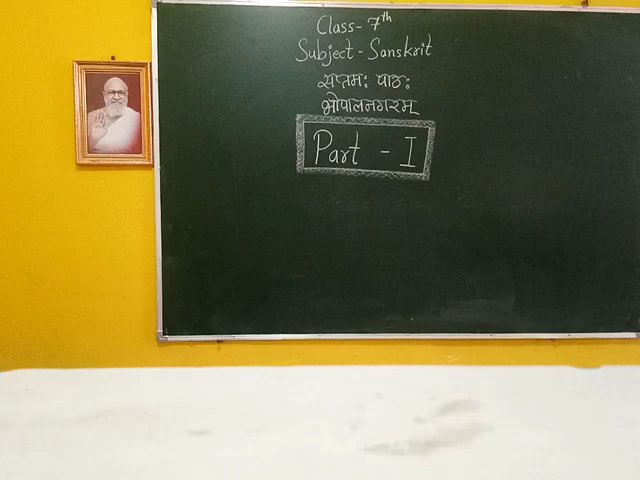 Class- 7th
Subject - Sanskrit
सप्तमः पाठः
भोपालनगरम्
Part - I